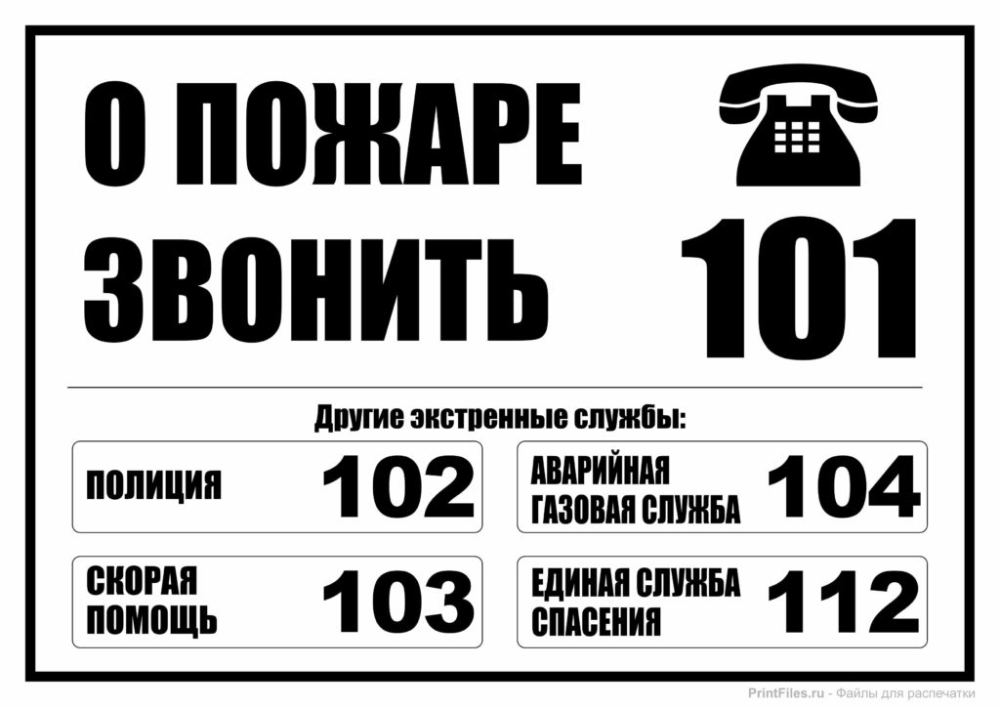 О ПОЖАРЕ
ЗВОНИТЬ
101
Другие экстренные службы:
ПОЛИЦИЯ 102
АВАРИЙНАЯ
ГАЗОВАЯ СЛУЖБА 104
СКОРАЯ
ПОМОЩЬ 103
ЕДИНАЯ СЛУЖБА
СПАСЕНИЯ 112
PrintFiles.ru - Файлы для распечатки